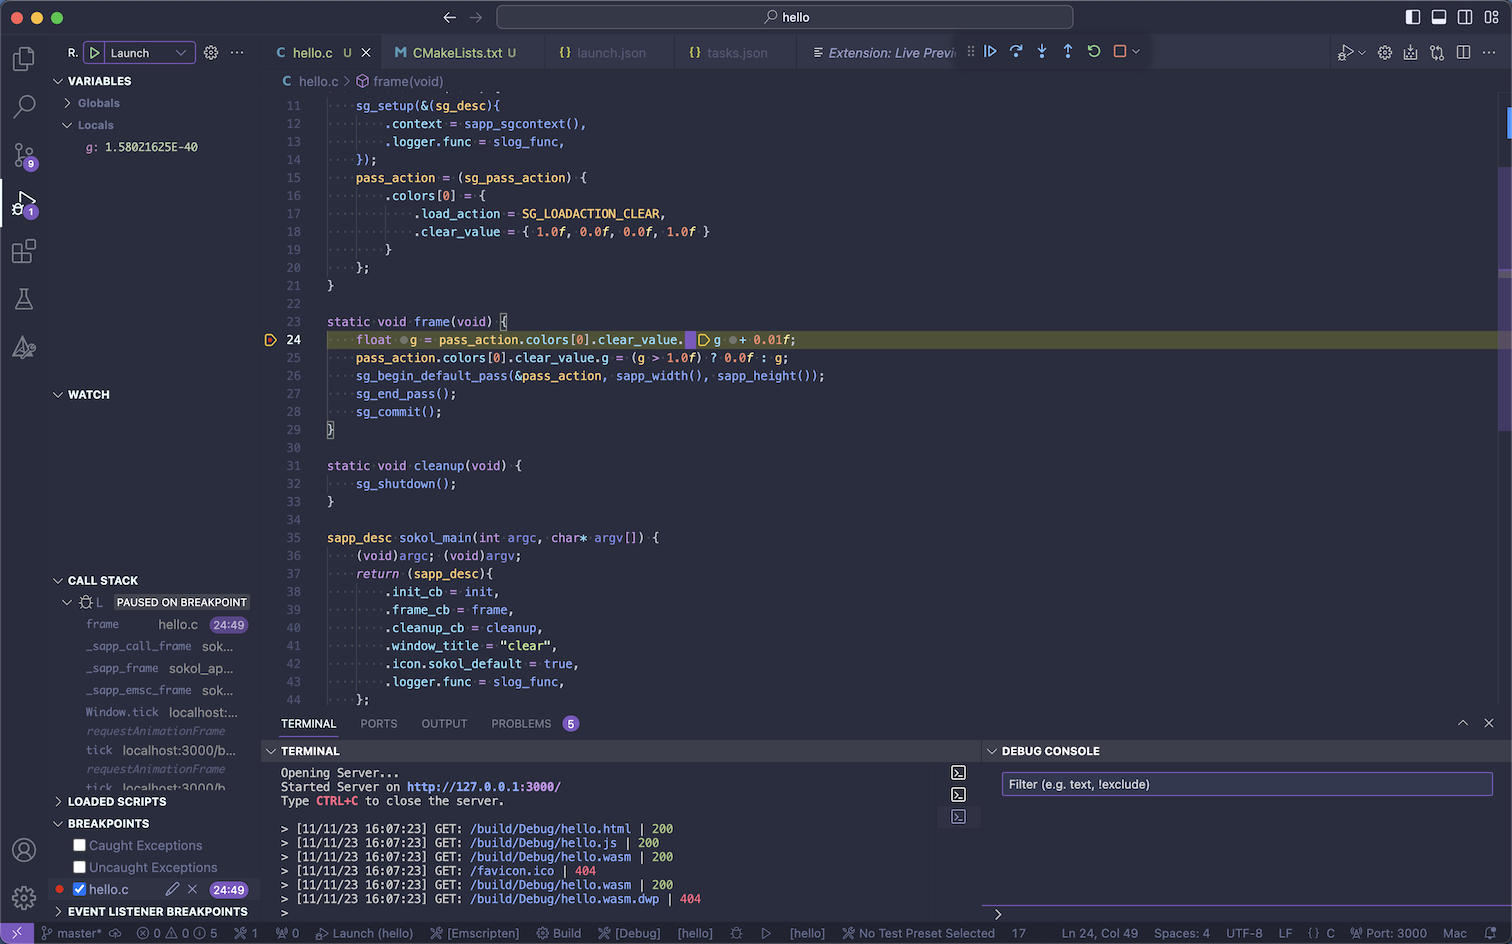 hello
R. Launch
hello.c U
CMakeLists.txt U
launch.json
tasks.json
Extension: Live Previ
VARIABLES
Globals
Locals
g: 1.58021625E-40
WATCH
CALL STACK
L PAUSED ON BREAKPOINT
frame hello.c 24:49
_sapp_call_frame sok...
_sapp_frame sokol_ap...
_sapp_emsc_frame sok...
Window.tick localhost:...
requestAnimationFrame
tick localhost:3000/b...
requestAnimationFrame
tick localhost:3000/b
LOADED SCRIPTS
BREAKPOINTS
Caught Exceptions
Uncaught Exceptions
hello.c 24:49
EVENT LISTENER BREAKPOINTS
9
1
hello.c > frame(void)
11 sg_setup(&(sg_desc){
12 .context = sapp_sgcontext(),
13 .logger.func = slog_func,
14 });
15 pass_action = (sg_pass_action) {
16 .colors[0] = {
17 .load_action = SG_LOADACTION_CLEAR,
18 .clear_value = { 1.0f, 0.0f, 0.0f, 1.0f }
19 }
20 };
21 }
22
23 static void frame(void) {
24 float g = pass_action.colors[0].clear_value. g + 0.01f;
25 pass_action.colors[0].clear_value.g = (g > 1.0f) ? 0.0f : g;
26 sg_begin_default_pass(&pass_action, sapp_width(), sapp_height());
27 sg_end_pass();
28 sg_commit();
29 }
30
31 static void cleanup(void) {
32 sg_shutdown();
33 }
34
35 sapp_desc sokol_main(int argc, char* argv[]) {
36 (void)argc; (void)argv;
37 return (sapp_desc){
38 .init_cb = init,
39 .frame_cb = frame,
40 .cleanup_cb = cleanup,
41 .window_title = "clear",
42 .icon.sokol_default = true,
43 .logger.func = slog_func,
44 };
TERMINAL PORTS OUTPUT PROBLEMS 5
TERMINAL
Opening Server...
Started Server on http://127.0.0.1:3000/
Type CTRL+C to close the server.
> [11/11/23 16:07:23] GET: /build/Debug/hello.html | 200
> [11/11/23 16:07:23] GET: /build/Debug/hello.js | 200
> [11/11/23 16:07:23] GET: /build/Debug/hello.wasm | 200
> [11/11/23 16:07:23] GET: /favicon.ico | 404
> [11/11/23 16:07:23] GET: /build/Debug/hello.wasm | 200
> [11/11/23 16:07:23] GET: /build/Debug/hello.wasm.dwp | 404
>
DEBUG CONSOLE
Filter (e.g. text, !exclude)
master* 0 0 5 1 0 Launch (hello) [Emscripten] Build [Debug] [hello] [hello] No Test Preset Selected 17 Ln 24, Col 49 Spaces: 4 UTF-8 LF {} C Port: 3000 Mac